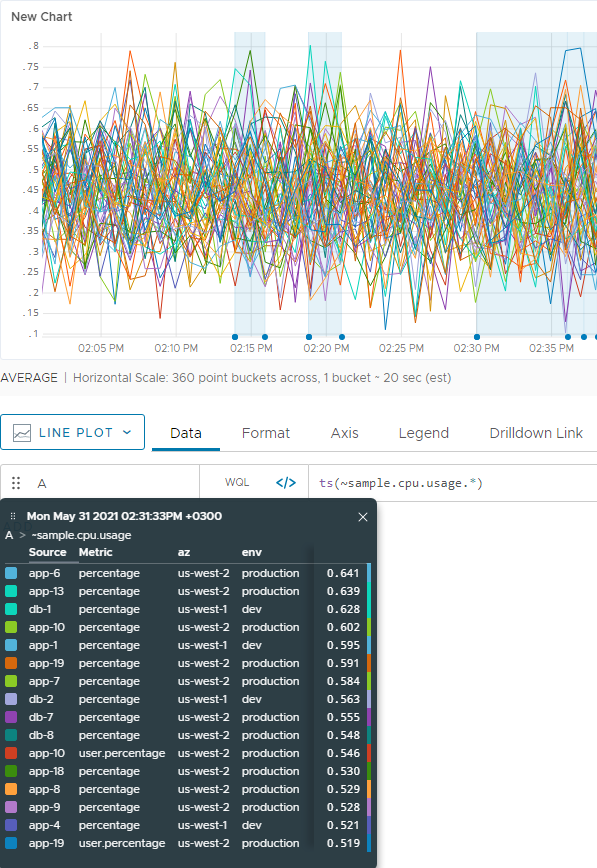 New Chart
.8
.75
.7
.65
.6
.55
.5
.45
.4
.35
.3
.25
.2
.15
.1
02:05 PM 02:10 PM 02:15 PM 02:20 PM 02:25 PM 02:30 PM 02:35 PM 02
AVERAGE | Horizontal Scale: 360 point buckets across, 1 bucket ~ 20 sec (est)
LINE PLOT Data Format Axis Legend Drilldown Link
A WQL </> ts(~sample.cpu.usage.*)
Mon May 31 2021 02:31:33PM +0300
A > ~sample.cpu.usage
Source Metric az env
app-6 percentage us-west-2 production 0.641
app-13 percentage us-west-2 production 0.639
db-1 percentage us-west-1 dev 0.628
app-10 percentage us-west-2 production 0.602
app-1 percentage us-west-1 dev 0.595
app-19 percentage us-west-2 production 0.591
app-7 percentage us-west-2 production 0.584
db-2 percentage us-west-1 dev 0.563
db-7 percentage us-west-2 production 0.555
db-8 percentage us-west-2 production 0.548
app-10 user.percentage us-west-2 production 0.546
app-18 percentage us-west-2 production 0.530
app-8 percentage us-west-2 production 0.529
app-9 percentage us-west-2 production 0.528
app-4 percentage us-west-1 dev 0.521
app-19 user.percentage us-west-2 production 0.519